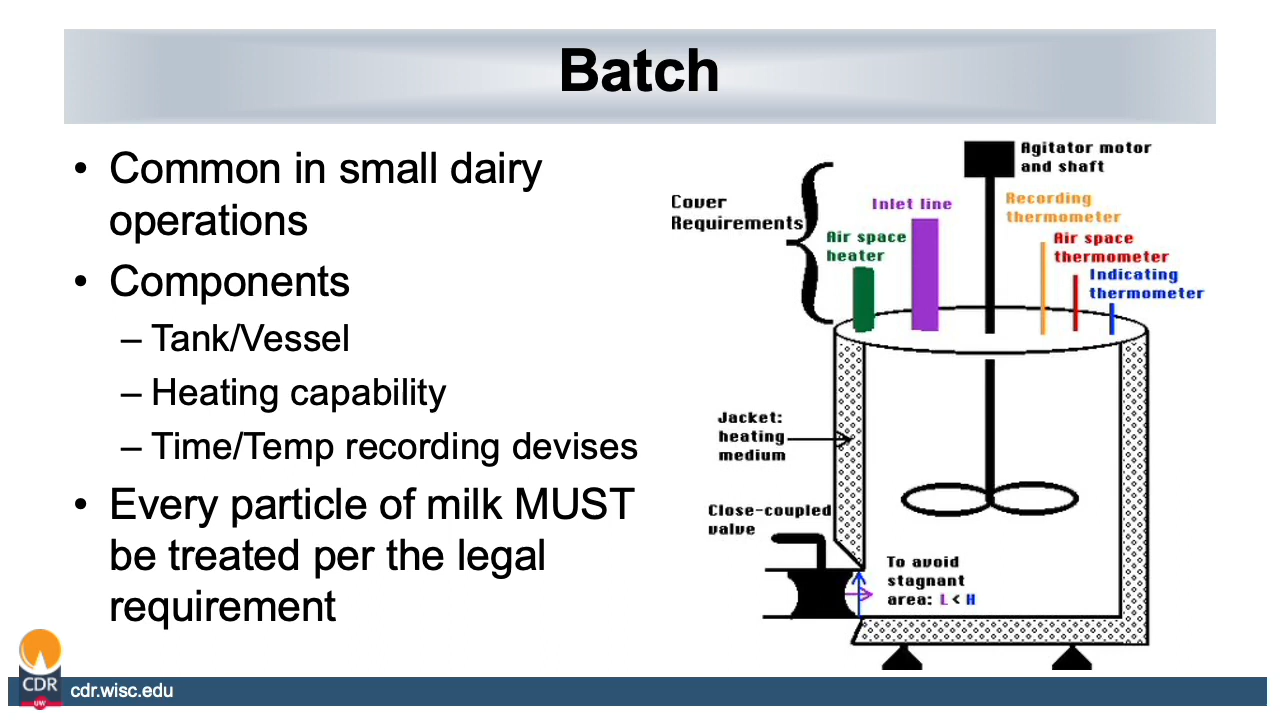 Batch
• Common in small dairy
operations
• Components
– Tank/Vessel
– Heating capability
– Time/Temp recording devises
• Every particle of milk MUST
be treated per the legal
requirement
Agitator motor
and shaft
Cover
Requirements
Inlet line
Recording
thermometer
Air space
heater
Air space
thermometer
Indicating
thermometer
Jacket:
heating
medium
Close-coupled
valve
To avoid
stagnant
area: L < H
CDR
UW
cdr.wisc.edu